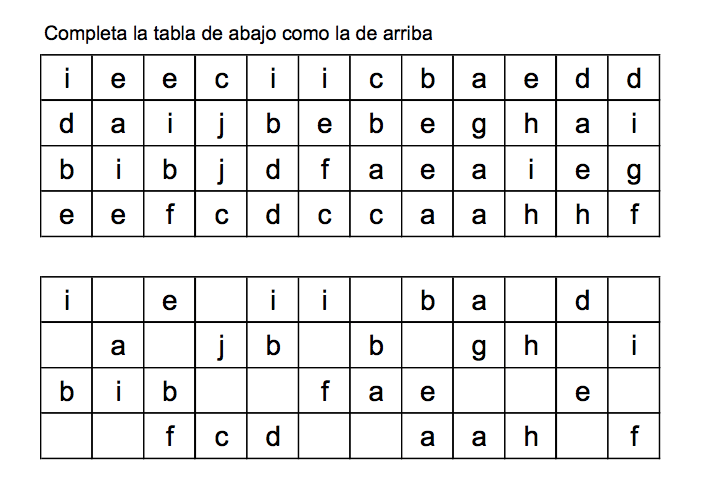 Completa la tabla de abajo como la de arriba
i e e c i i c b a e d d
d a i j b e b e g h a i
b i b j d f a e a i e g
e e f c d c c a a h h f
i e i i b a d
a j b b g h i
b i b f a e e
f c d a a h f